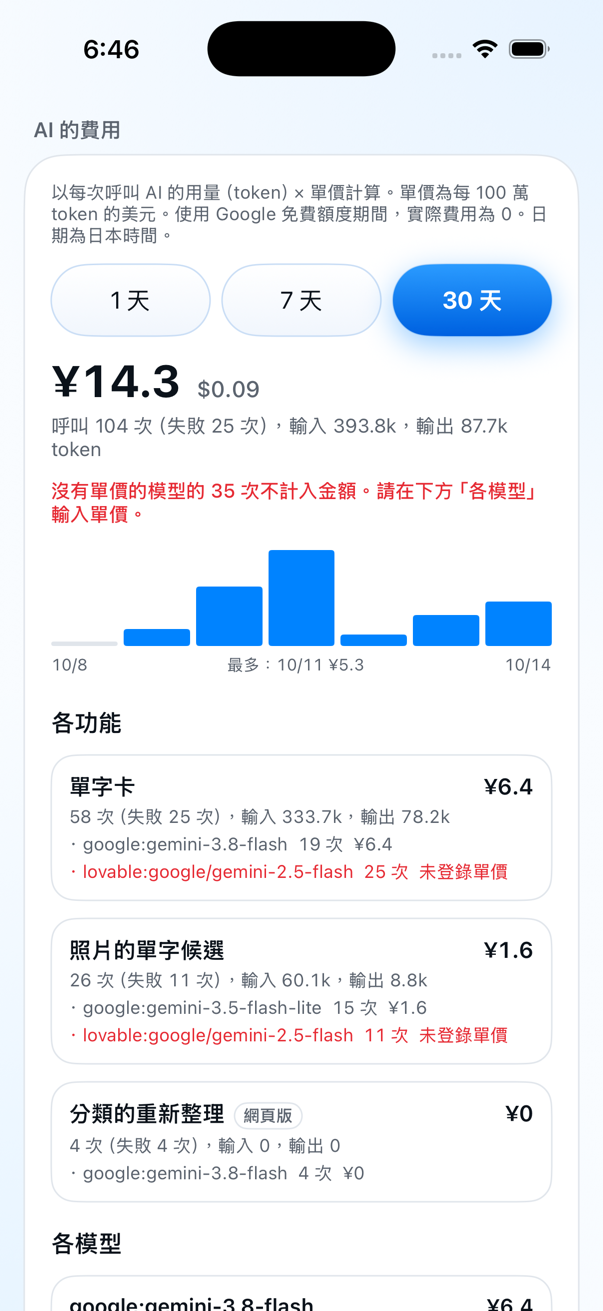 6:46
AI 的費用
以每次呼叫 AI 的用量 (token) × 單價計算。單價為每 100 萬
token 的美元。使用 Google 免費額度期間，實際費用為 0。日
期為日本時間。
1 天
7 天
30 天
¥14.3 $0.09
呼叫 104 次 (失敗 25 次)，輸入 393.8k，輸出 87.7k
token
沒有單價的模型的 35 次不計入金額。請在下方「各模型」
輸入單價。
10/8
最多：10/11 ¥5.3
10/14
各功能
單字卡 ¥6.4
58 次 (失敗 25 次)，輸入 333.7k，輸出 78.2k
· google:gemini-3.8-flash 19 次 ¥6.4
· lovable:google/gemini-2.5-flash 25 次 未登錄單價
照片的單字候選 ¥1.6
26 次 (失敗 11 次)，輸入 60.1k，輸出 8.8k
· google:gemini-3.5-flash-lite 15 次 ¥1.6
· lovable:google/gemini-2.5-flash 11 次 未登錄單價
分類的重新整理 網頁版 ¥0
4 次 (失敗 4 次)，輸入 0，輸出 0
· google:gemini-3.8-flash 4 次 ¥0
各模型
google:gemini-3.8-flash ¥6.4